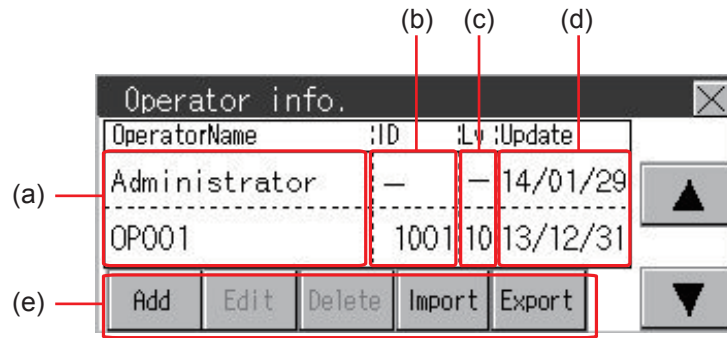 (b) (c) (d)
Operator info.
OperatorName ID Lv Update
(a)
Administrator — — 14/01/29
OP001 1001 10 13/12/31
(e)
Add Edit Delete Import Export